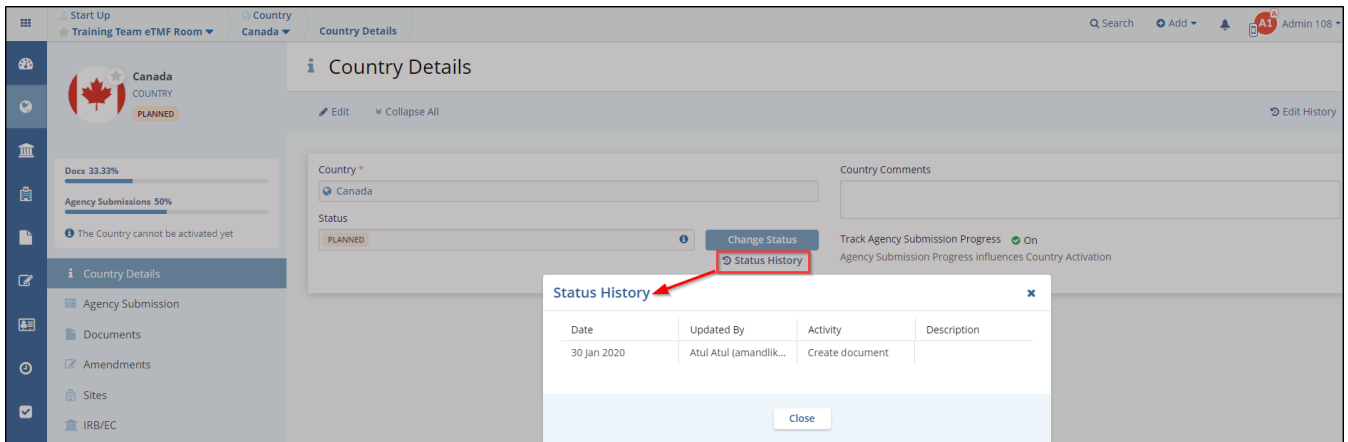 Start Up
Training Team eTMF Room
Country
Canada
Country Details
Search
Add
A
A1
Admin 108
Canada
COUNTRY
PLANNED
Docs 33.33%
Agency Submissions 50%
The Country cannot be activated yet
Country Details
Agency Submission
Documents
Amendments
Sites
IRB/EC
Country Details
Edit
Collapse All
Edit History
Country *
Canada
Status
PLANNED
Change Status
Status History
Country Comments
Track Agency Submission Progress On
Agency Submission Progress influences Country Activation
Status History
Date Updated By Activity Description
30 Jan 2020 Atul Atul (amandlik... Create document
Close